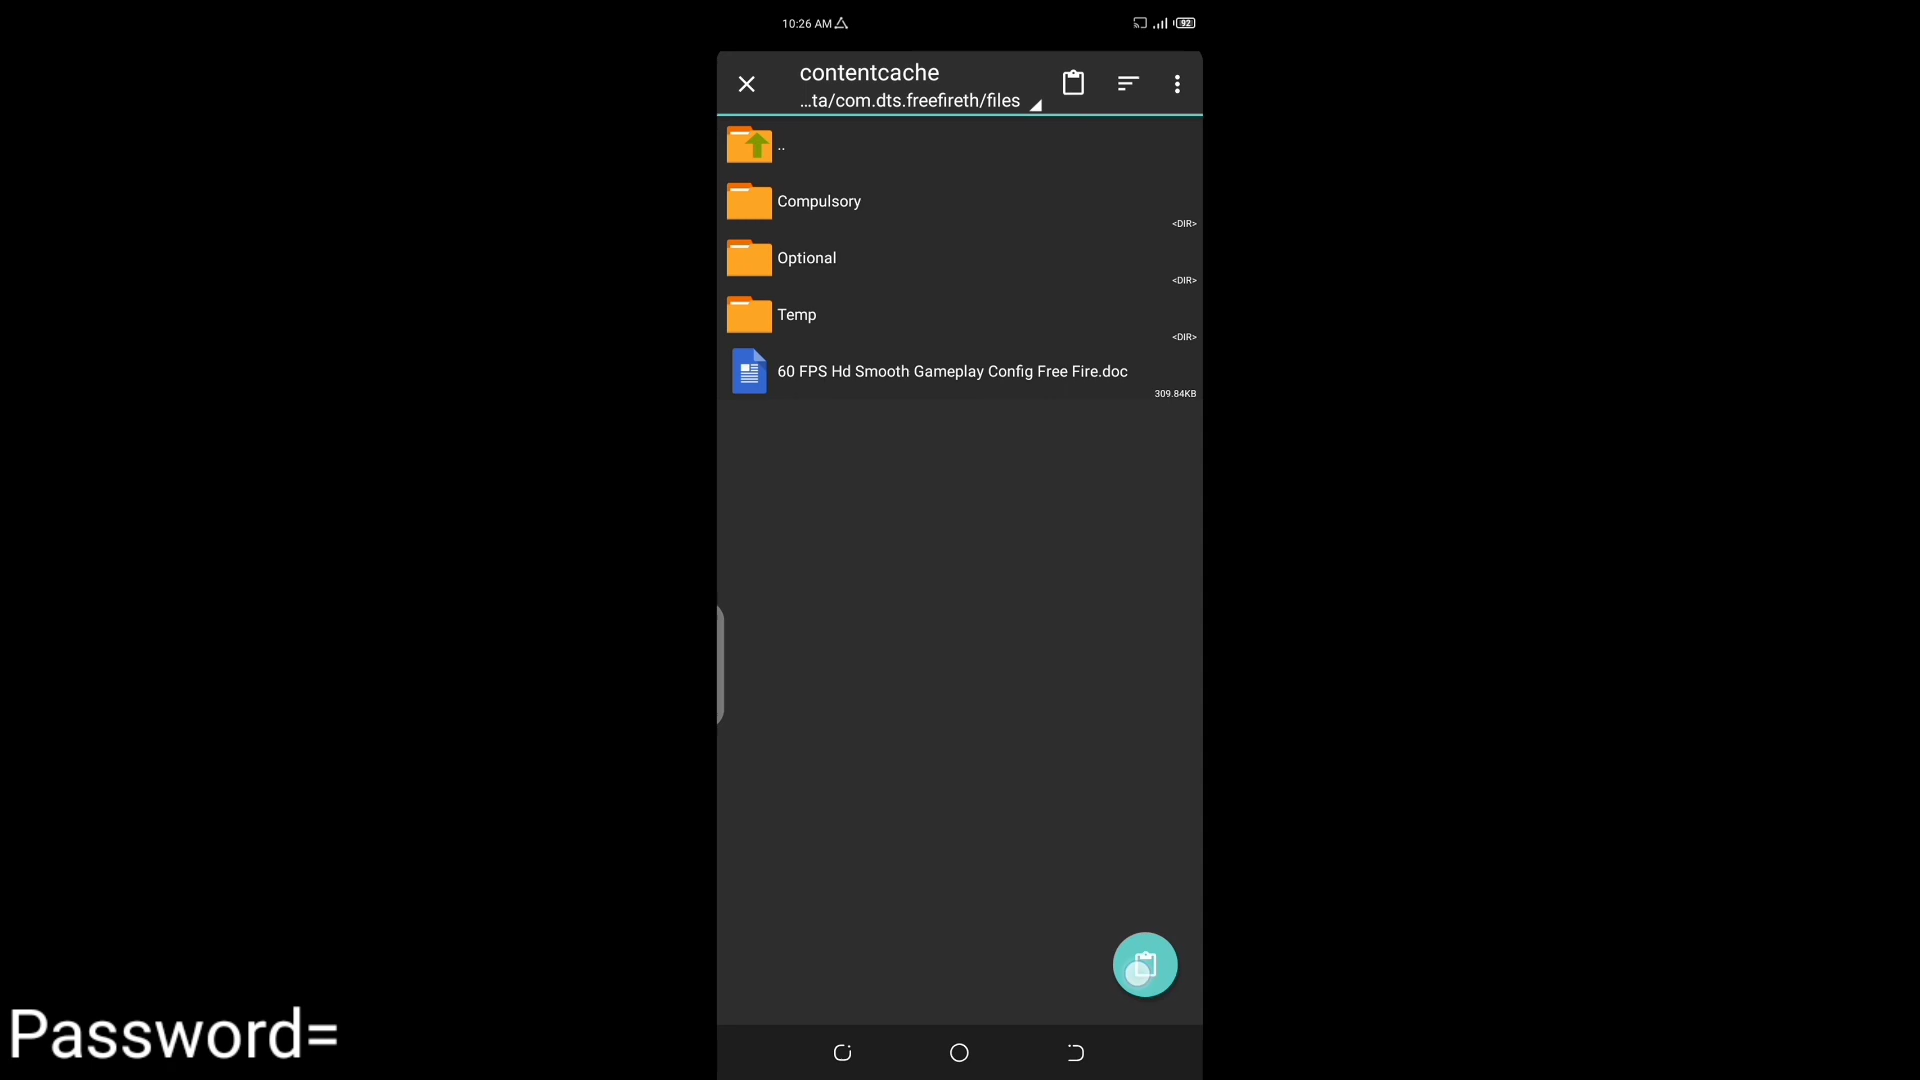 10:26 AM
92
contentcache
...ta/com.dts.freefireth/files
..
Compulsory
<DIR>
Optional
<DIR>
Temp
<DIR>
60 FPS Hd Smooth Gameplay Config Free Fire.doc
309.84KB
Password=